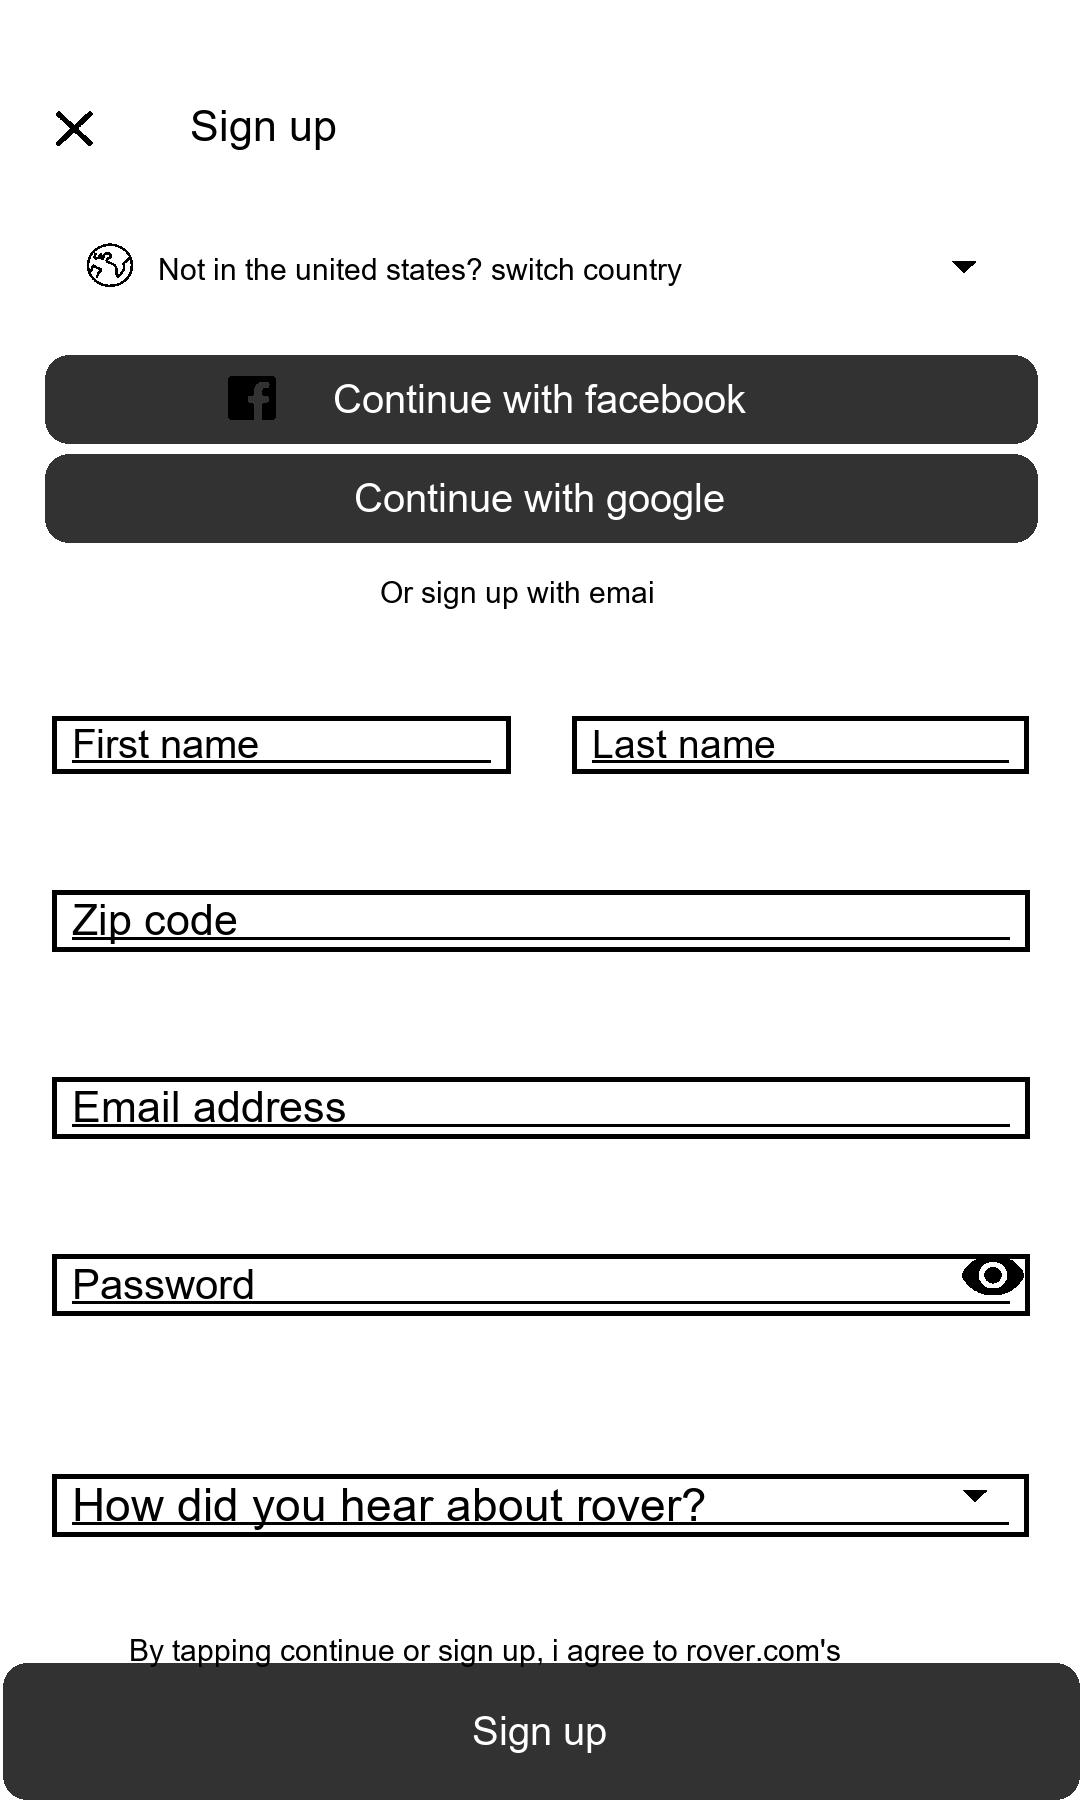 Sign up
Not in the united states? switch country
Continue with facebook
Continue with google
Or sign up with emai
First name
Last name
Zip code
Email address
Password
How did you hear about rover?
By tapping continue or sign up, i agree to rover.com's
Sign up